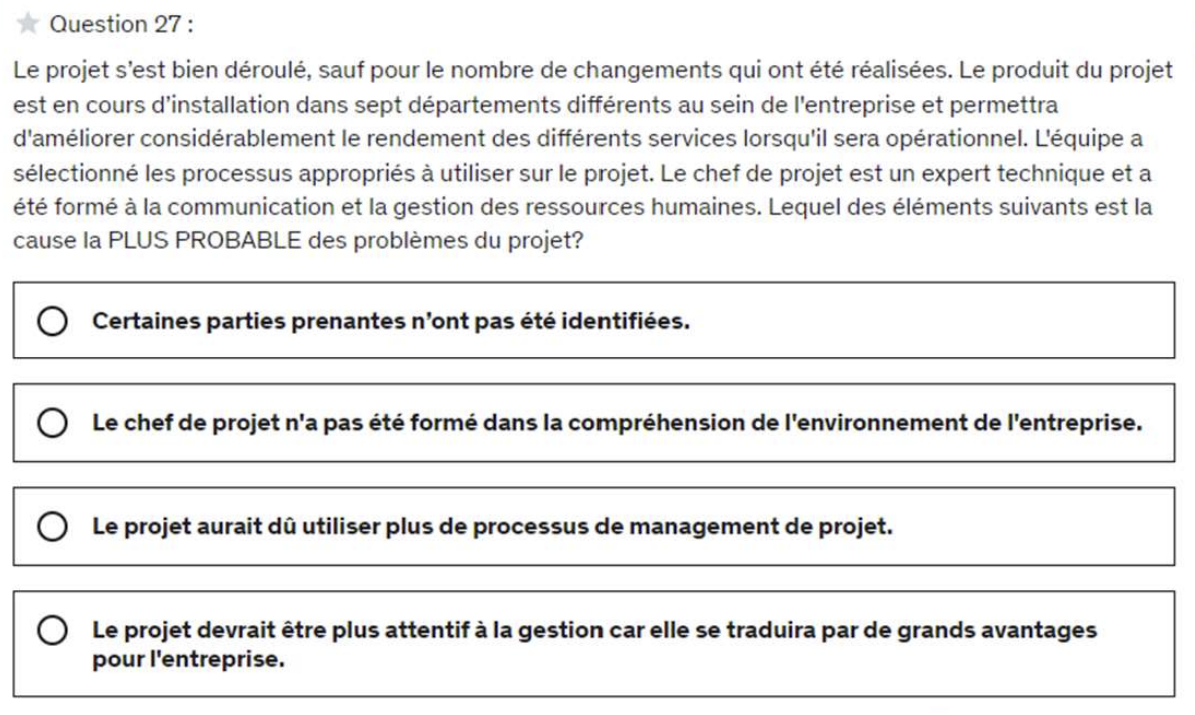 Question 27 :
Le projet s’est bien déroulé, sauf pour le nombre de changements qui ont été réalisées. Le produit du projet
est en cours d’installation dans sept départements différents au sein de l'entreprise et permettra
d'améliorer considérablement le rendement des différents services lorsqu'il sera opérationnel. L'équipe a
sélectionné les processus appropriés à utiliser sur le projet. Le chef de projet est un expert technique et a
été formé à la communication et la gestion des ressources humaines. Lequel des éléments suivants est la
cause la PLUS PROBABLE des problèmes du projet?
Certaines parties prenantes n’ont pas été identifiées.
Le chef de projet n'a pas été formé dans la compréhension de l'environnement de l'entreprise.
Le projet aurait dû utiliser plus de processus de management de projet.
Le projet devrait être plus attentif à la gestion car elle se traduira par de grands avantages
pour l'entreprise.